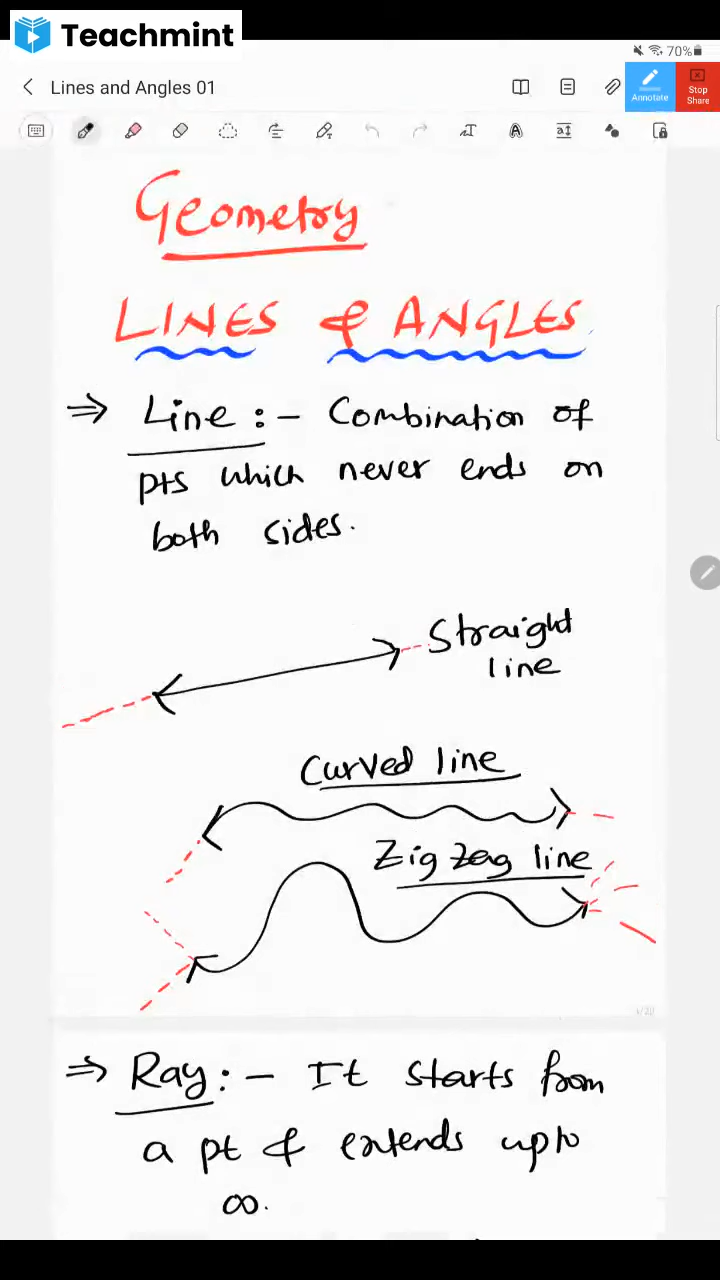 Teachmint
70%
Lines and Angles 01
Annotate
Stop
Share
Geometry
LINES & ANGLES
⇒ Line :- Combination of
pts which never ends on
both sides.
Straight
line
Curved line
Zig Zag line
⇒ Ray :- It starts from
a pt & extends upto
∞.